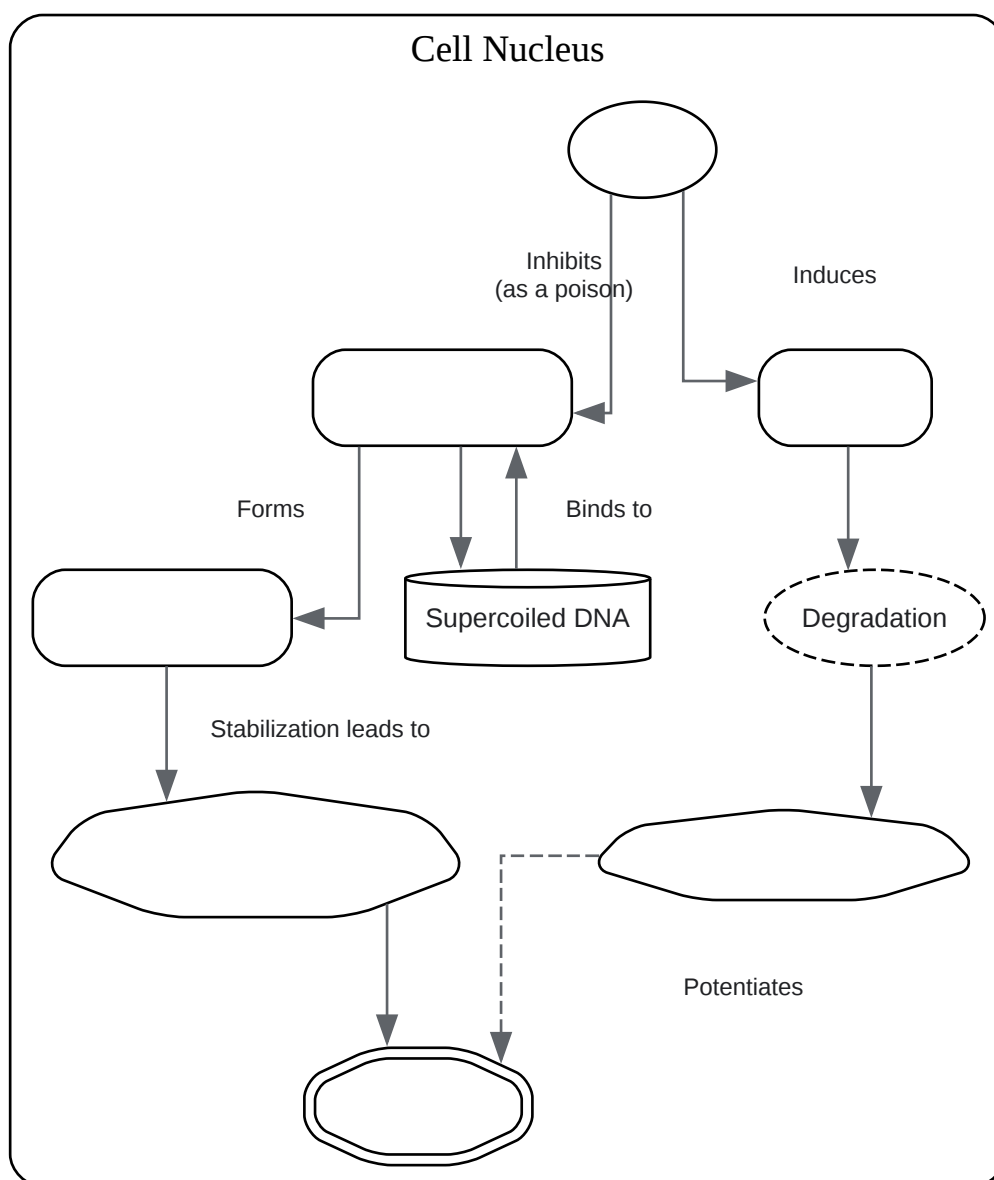 Cell Nucleus
Inhibits
(as a poison)
Induces
Forms
Binds to
Supercoiled DNA
Degradation
Stabilization leads to
Potentiates